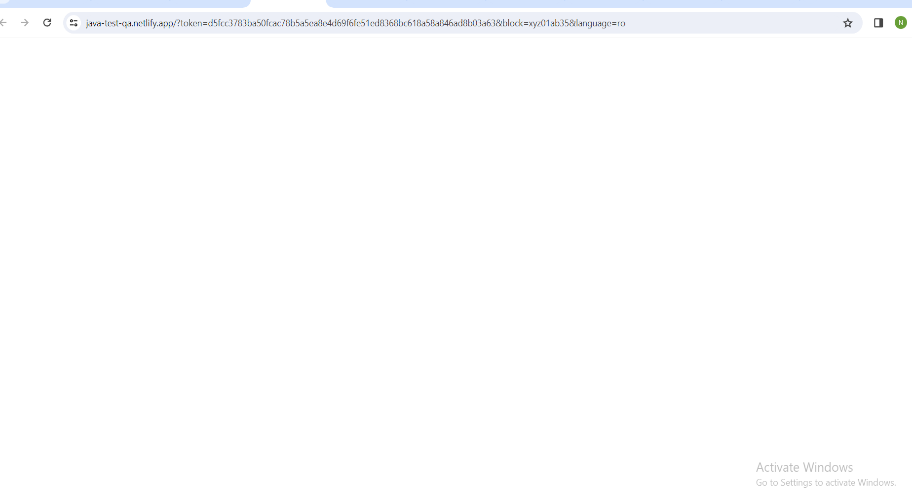 java-test-qa.netlify.app/?token=d5fcc3783ba50fcac78b5a5ea8e4d69f6fe51ed8368bc618a58a846ad8b03a63&block=xyz01ab35&language=ro
N
Activate Windows
Go to Settings to activate Windows.